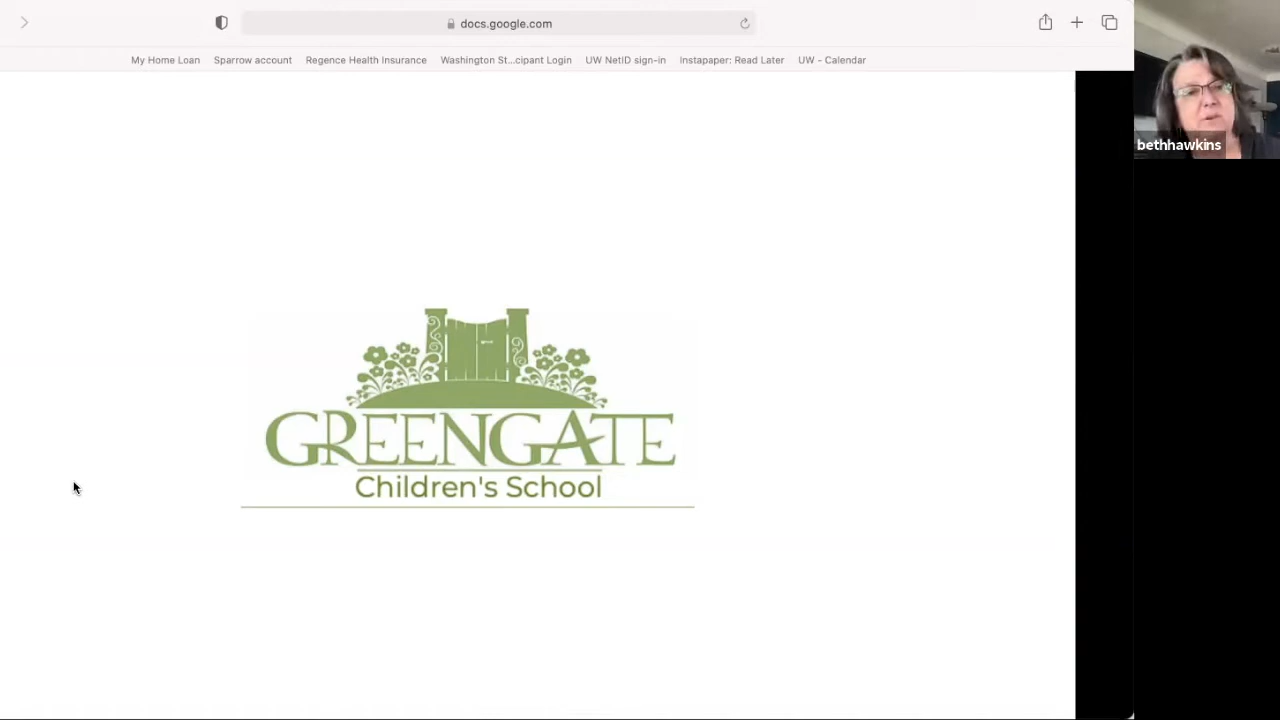 docs.google.com
My Home Loan Sparrow account Regence Health Insurance Washington St...cipant Login UW NetID sign-in Instapaper: Read Later UW - Calendar
bethhawkins
GREENGATE
Children's School